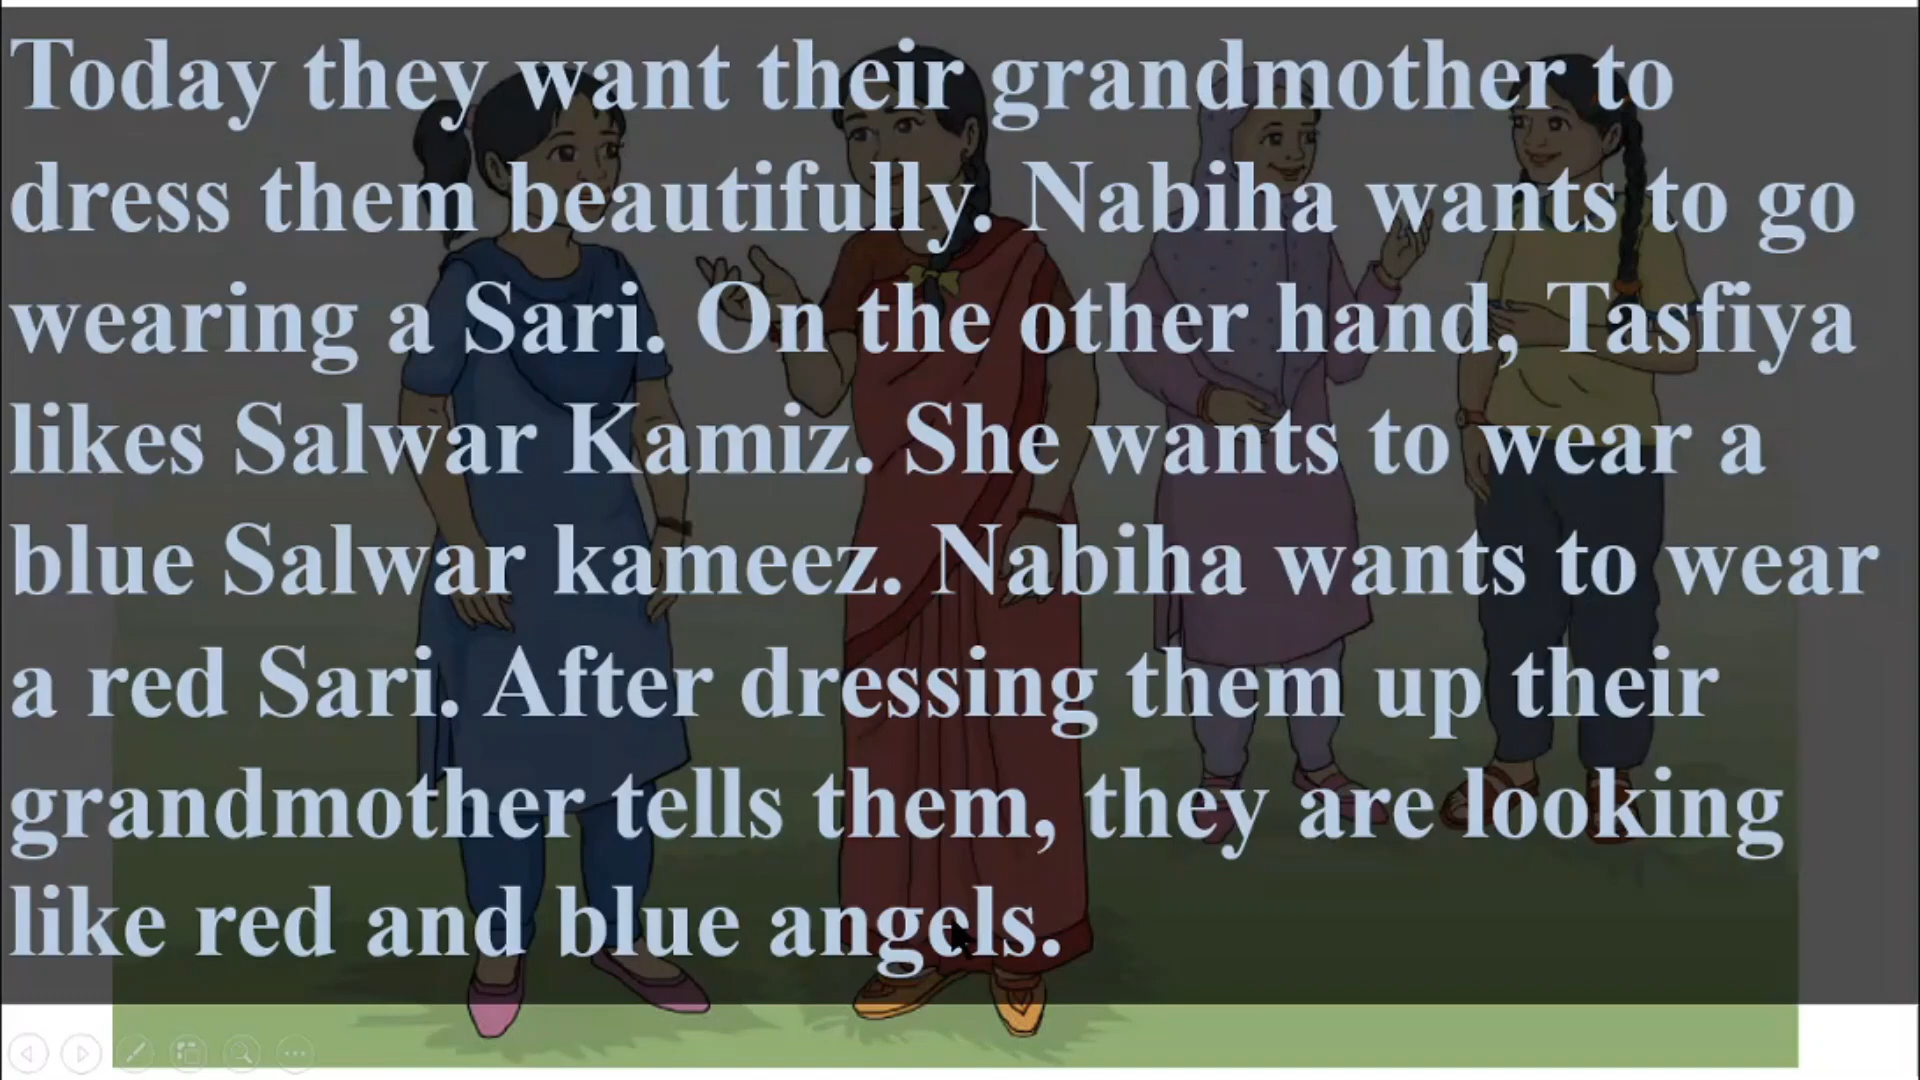 Today they want their grandmother to
dress them beautifully. Nabiha wants to go
wearing a Sari. On the other hand, Tasfiya
likes Salwar Kamiz. She wants to wear a
blue Salwar kameez. Nabiha wants to wear
a red Sari. After dressing them up their
grandmother tells them, they are looking
like red and blue angels.